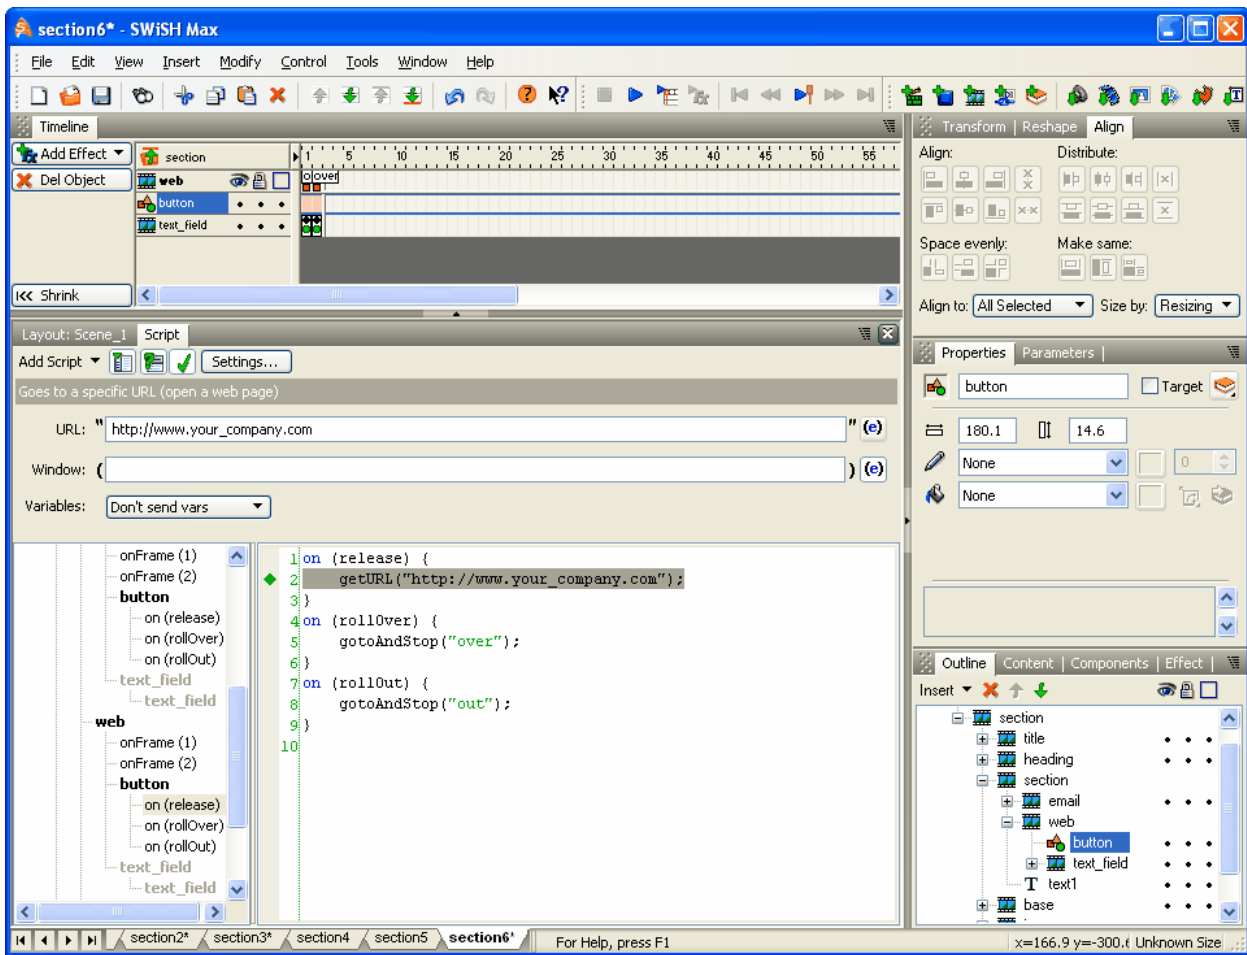 section6* - SWiSH Max
File Edit View Insert Modify Control Tools Window Help
Timeline
Add Effect section 1 5 10 15 20 25 30 35 40 45 50 55
Del Object web o over
button
text_field
Shrink
Transform | Reshape Align
Align: Distribute:
Space evenly: Make same:
Align to: All Selected Size by: Resizing
Layout: Scene_1 Script
Add Script Settings...
Goes to a specific URL (open a web page)
URL: " http://www.your_company.com " (e)
Window: ( ) (e)
Variables: Don't send vars
Properties Parameters |
button Target
180.1 14.6
None 0
None
onFrame (1)
onFrame (2)
button
on (release)
on (rollOver)
on (rollOut)
text_field
text_field
web
onFrame (1)
onFrame (2)
button
on (release)
on (rollOver)
on (rollOut)
text_field
text_field
1 on (release) {
2 getURL("http://www.your_company.com");
3 }
4 on (rollOver) {
5 gotoAndStop("over");
6 }
7 on (rollOut) {
8 gotoAndStop("out");
9 }
10
Outline Content | Components | Effect |
Insert
section
title
heading
section
email
web
button
text_field
T text1
base
section2* section3* section4 section5 section6* For Help, press F1 x=166.9 y=-300.6 Unknown Size